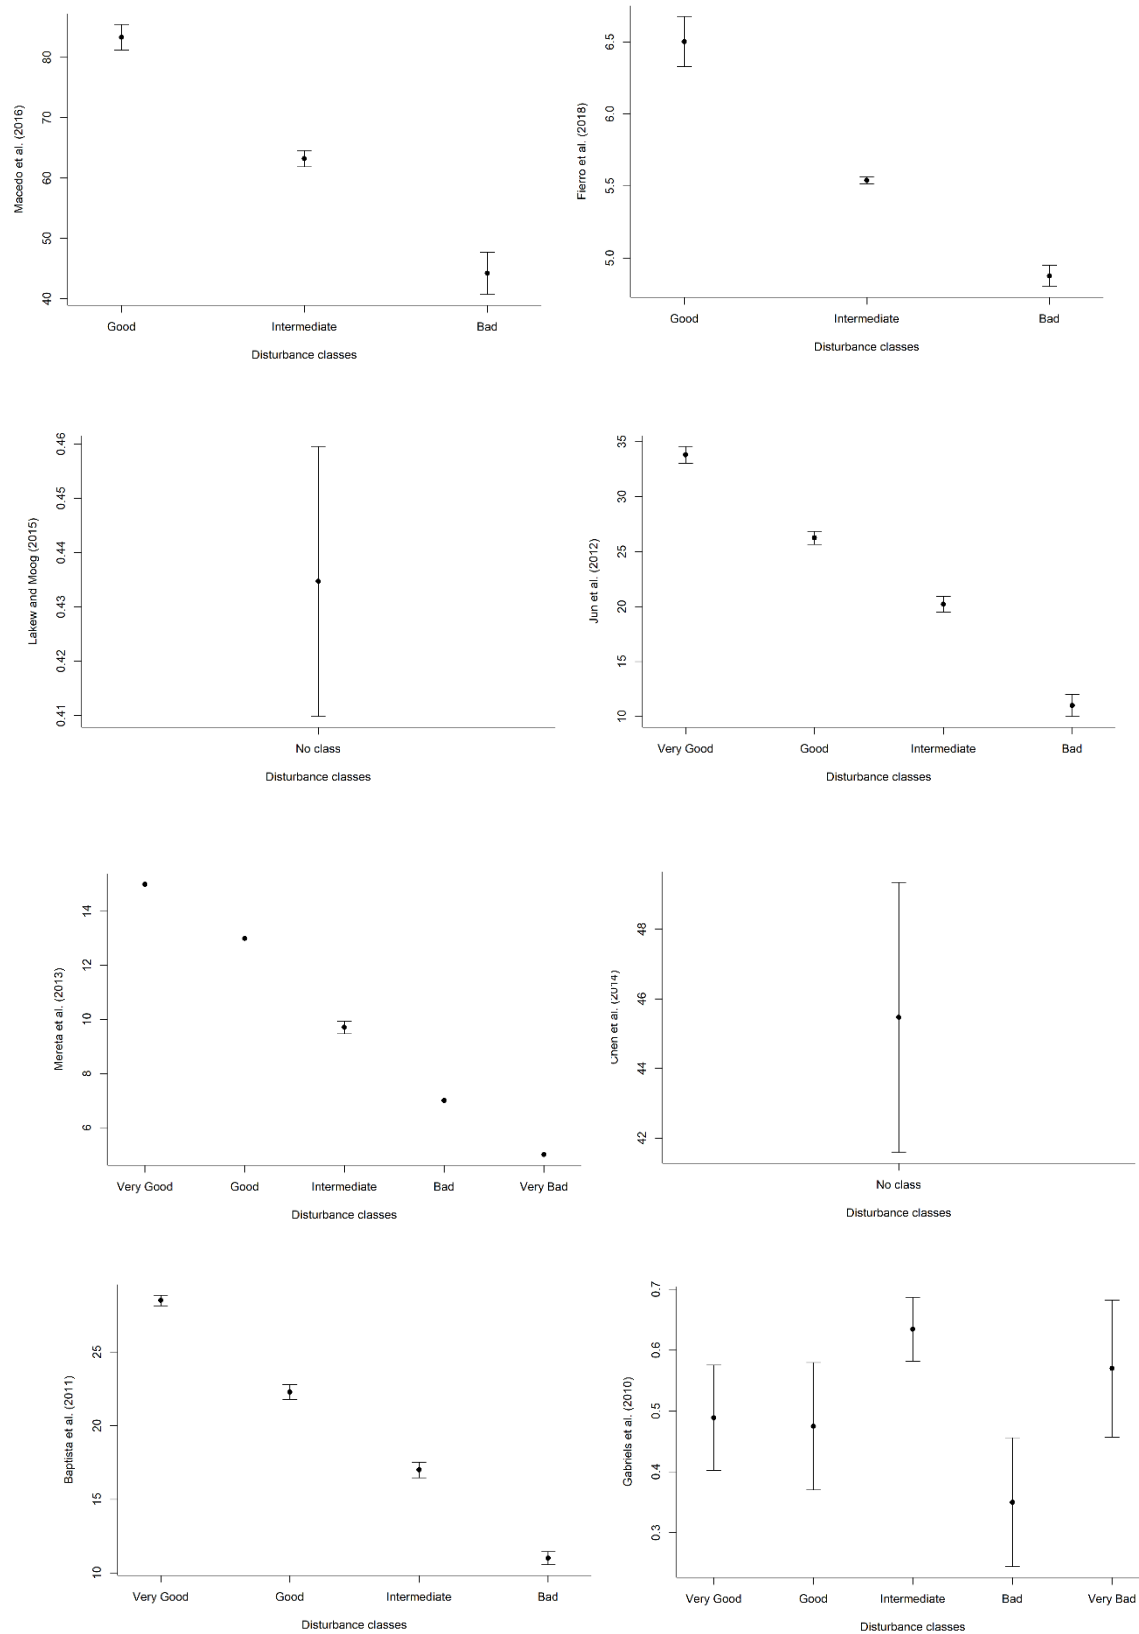 Macedo et al. (2016)
80
70
60
50
40
Good Intermediate Bad
Disturbance classes
Fierro et al. (2018)
6.5
6.0
5.5
5.0
Good Intermediate Bad
Disturbance classes
Lakew and Moog (2015)
0.46
0.45
0.44
0.43
0.42
0.41
No class
Disturbance classes
Jun et al. (2012)
35
30
25
20
15
10
Very Good Good Intermediate Bad
Disturbance classes
Mereta et al. (2013)
14
12
10
8
6
Very Good Good Intermediate Bad Very Bad
Disturbance classes
Chen et al. (2014)
48
46
44
42
No class
Disturbance classes
Baptista et al. (2011)
25
20
15
10
Very Good Good Intermediate Bad
Disturbance classes
Gabriels et al. (2010)
0.7
0.6
0.5
0.4
0.3
Very Good Good Intermediate Bad Very Bad
Disturbance classes